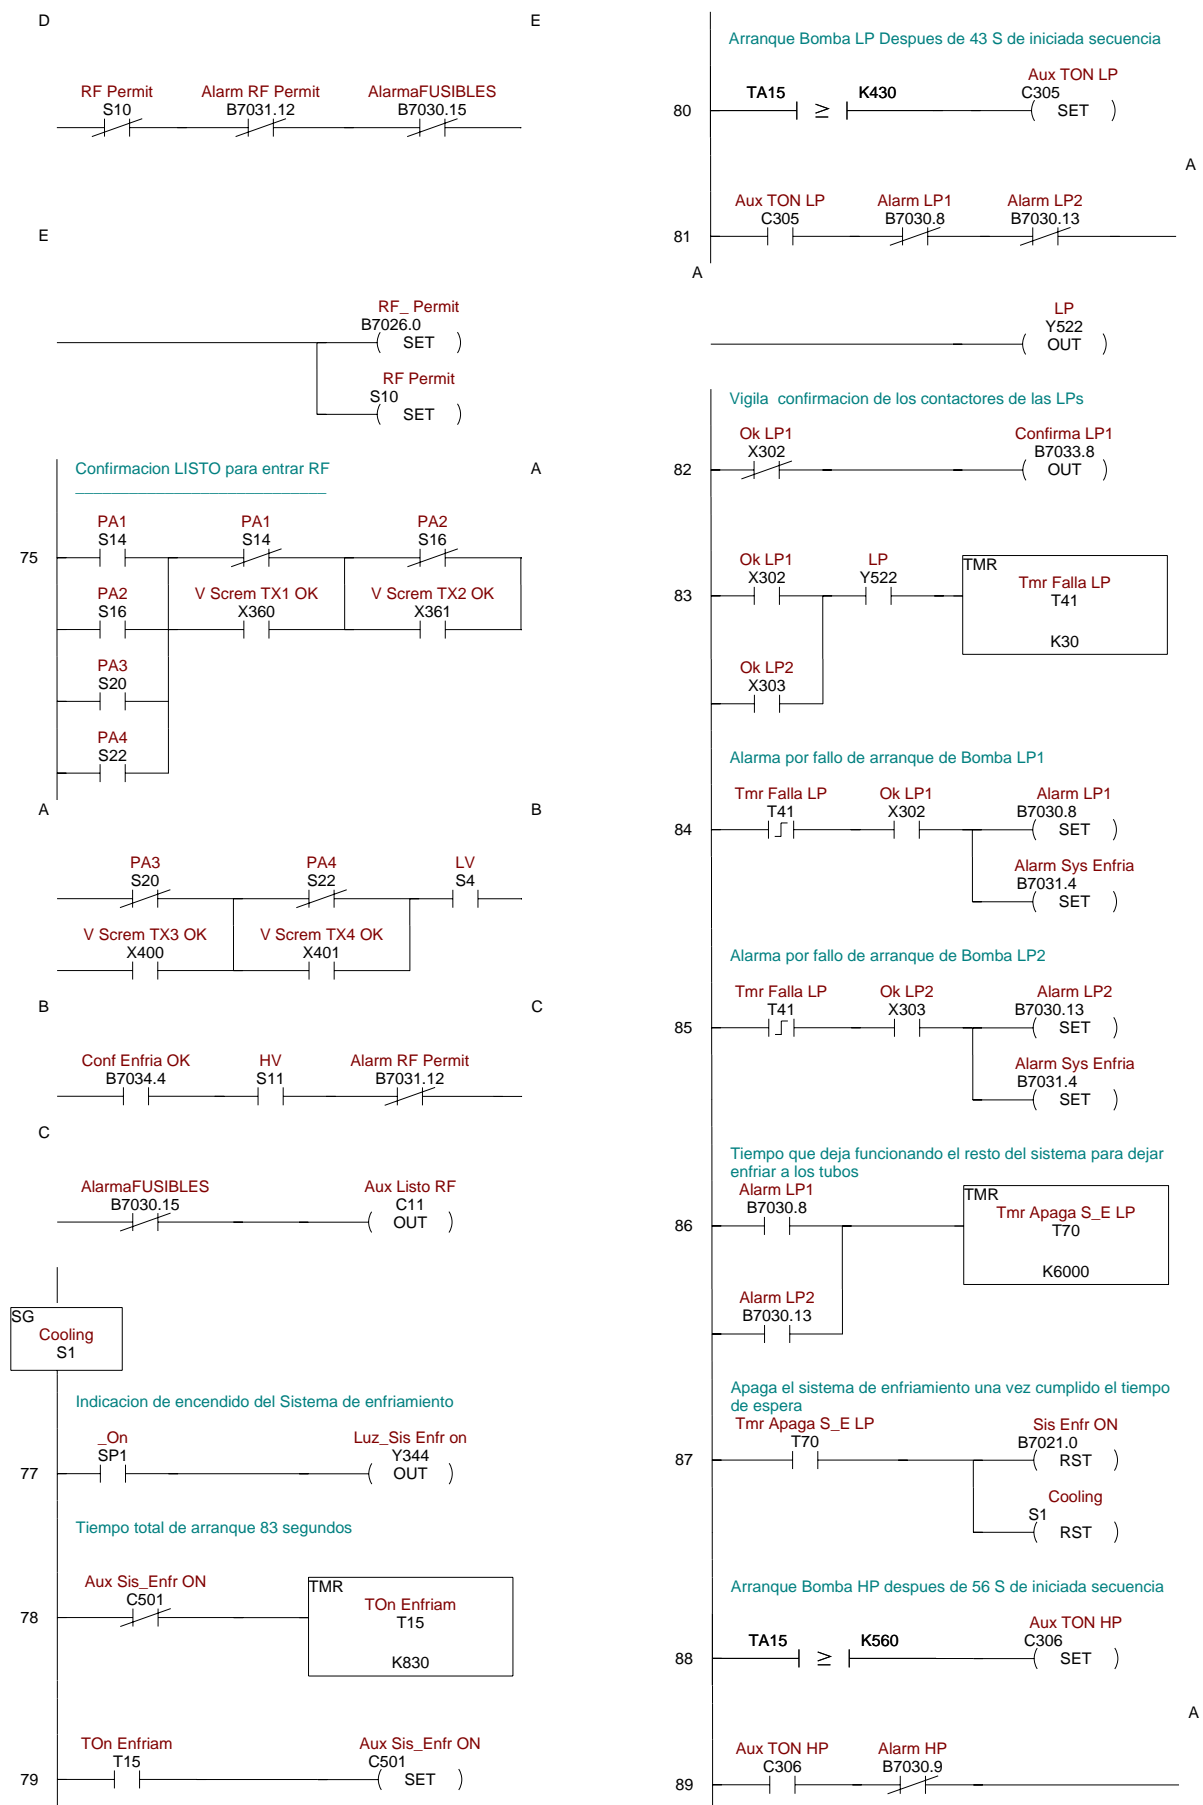 D
E
RF Permit
Alarm RF Permit
AlarmaFUSIBLES
S10
B7031.12
B7030.15
E
RF_ Permit
B7026.0
SET
RF Permit
S10
SET
Confirmacion LISTO para entrar RF
A
PA1
PA1
PA2
S14
S14
S16
75
PA2
V Screm TX1 OK
V Screm TX2 OK
S16
X360
X361
PA3
S20
PA4
S22
A
B
PA3
PA4
LV
S20
S22
S4
V Screm TX3 OK
V Screm TX4 OK
X400
X401
B
C
Conf Enfria OK
HV
Alarm RF Permit
B7034.4
S11
B7031.12
C
AlarmaFUSIBLES
Aux Listo RF
B7030.15
C11
OUT
SG
Cooling
S1
Indicacion de encendido del Sistema de enfriamiento
_On
Luz_Sis Enfr on
SP1
Y344
77
OUT
Tiempo total de arranque 83 segundos
Aux Sis_Enfr ON
TMR
C501
TOn Enfriam
78
T15
K830
TOn Enfriam
Aux Sis_Enfr ON
T15
C501
79
SET
Arranque Bomba LP Despues de 43 S de iniciada secuencia
Aux TON LP
TA15
K430
C305
80
≥
SET
A
Aux TON LP
Alarm LP1
Alarm LP2
C305
B7030.8
B7030.13
81
A
LP
Y522
OUT
Vigila  confirmacion de los contactores de las LPs
Ok LP1
Confirma LP1
X302
B7033.8
82
OUT
Ok LP1
LP
TMR
X302
Y522
Tmr Falla LP
83
T41
K30
Ok LP2
X303
Alarma por fallo de arranque de Bomba LP1
Tmr Falla LP
Ok LP1
Alarm LP1
T41
X302
B7030.8
84
SET
Alarm Sys Enfria
B7031.4
SET
Alarma por fallo de arranque de Bomba LP2
Tmr Falla LP
Ok LP2
Alarm LP2
T41
X303
B7030.13
85
SET
Alarm Sys Enfria
B7031.4
SET
Tiempo que deja funcionando el resto del sistema para dejar
enfriar a los tubos
Alarm LP1
TMR
B7030.8
Tmr Apaga S_E LP
86
T70
K6000
Alarm LP2
B7030.13
Apaga el sistema de enfriamiento una vez cumplido el tiempo
de espera
Tmr Apaga S_E LP
Sis Enfr ON
T70
B7021.0
87
RST
Cooling
S1
RST
Arranque Bomba HP despues de 56 S de iniciada secuencia
Aux TON HP
TA15
K560
C306
88
≥
SET
A
Aux TON HP
Alarm HP
C306
B7030.9
89